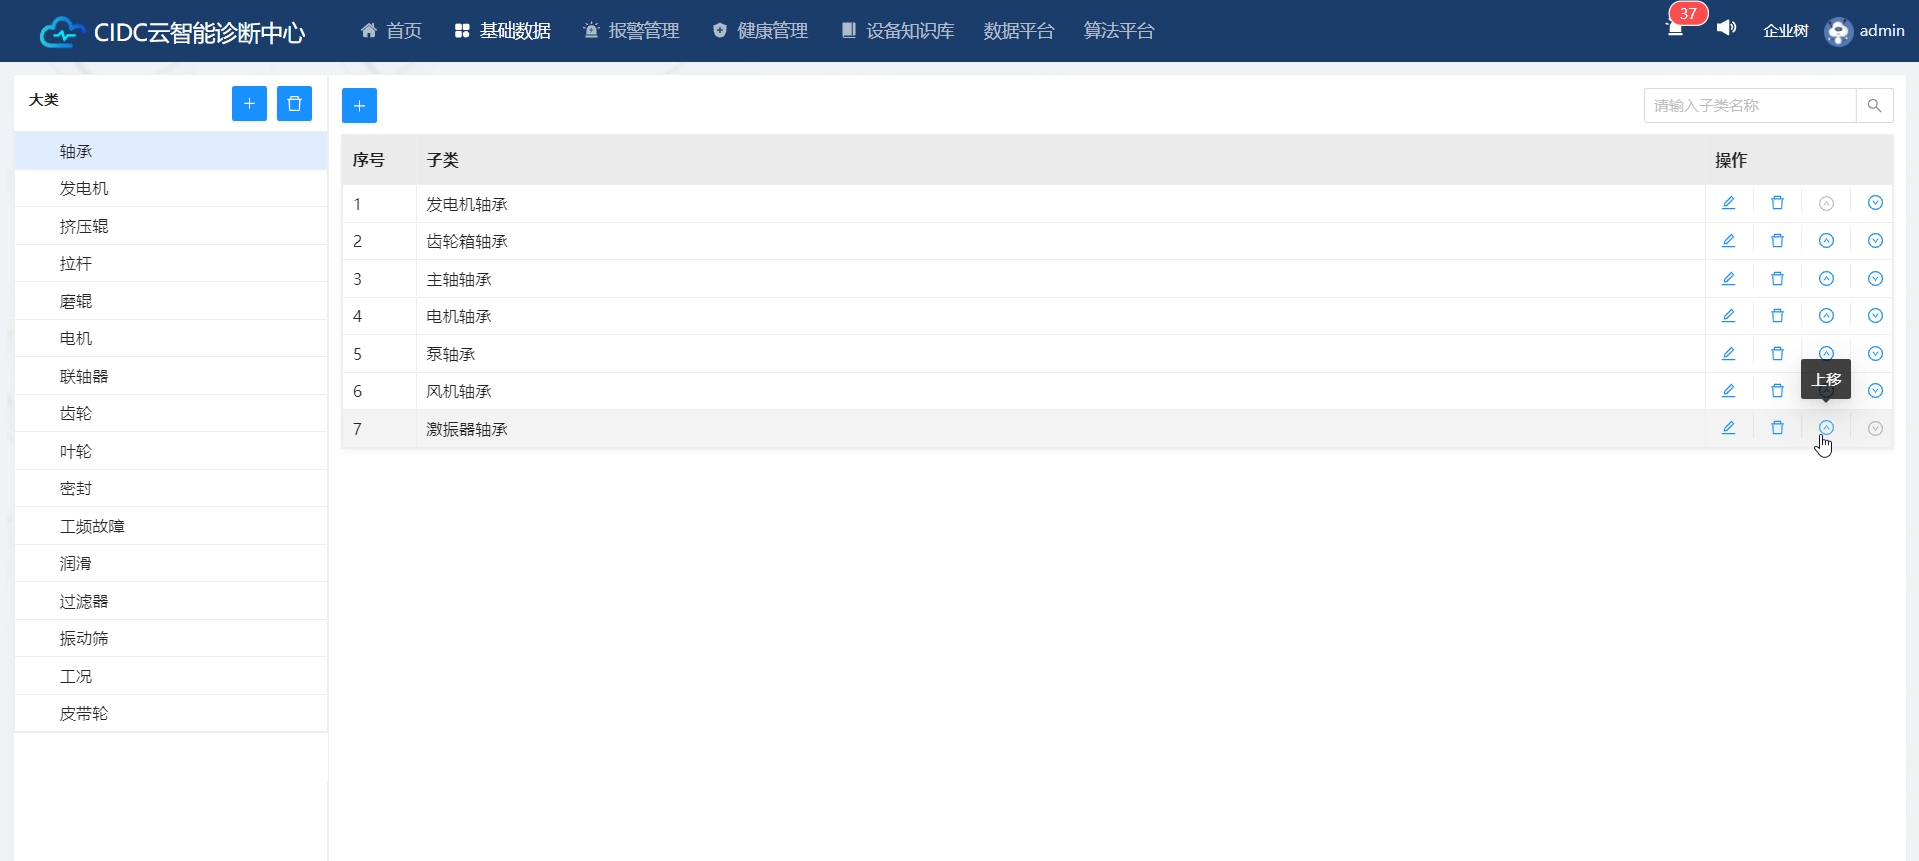 CIDC云智能诊断中心 首页 基础数据 报警管理 健康管理 设备知识库 数据平台 算法平台 37 企业树 admin
大类
轴承
发电机
挤压辊
拉杆
磨辊
电机
联轴器
齿轮
叶轮
密封
工频故障
润滑
过滤器
振动筛
工况
皮带轮
请输入子类名称
序号 子类 操作
1 发电机轴承
2 齿轮箱轴承
3 主轴轴承
4 电机轴承
5 泵轴承
6 风机轴承
上移
7 激振器轴承